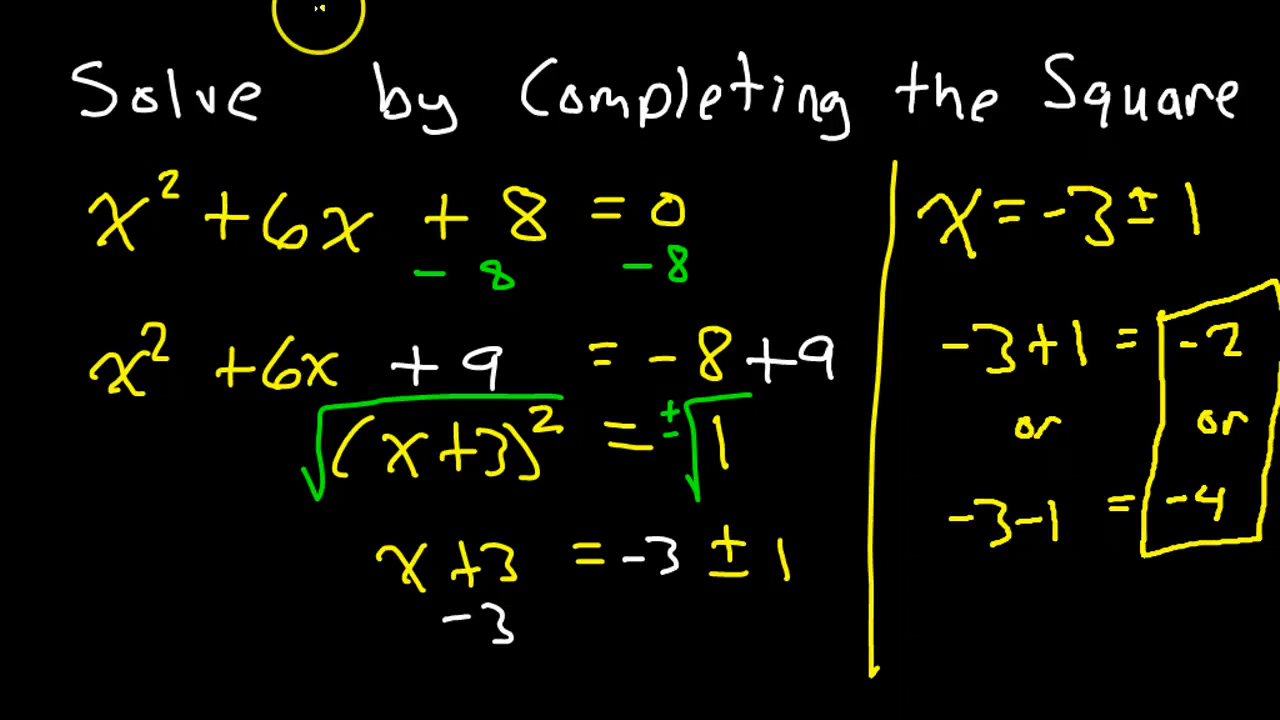 Solve by Completing the Square
x² + 6x + 8 = 0
- 8 - 8
x² + 6x + 9 = - 8 + 9
√(x+3)² = ±√1
x + 3 = -3 ± 1
-3
x = -3 ± 1
-3+1 = -2
or or
-3-1 = -4